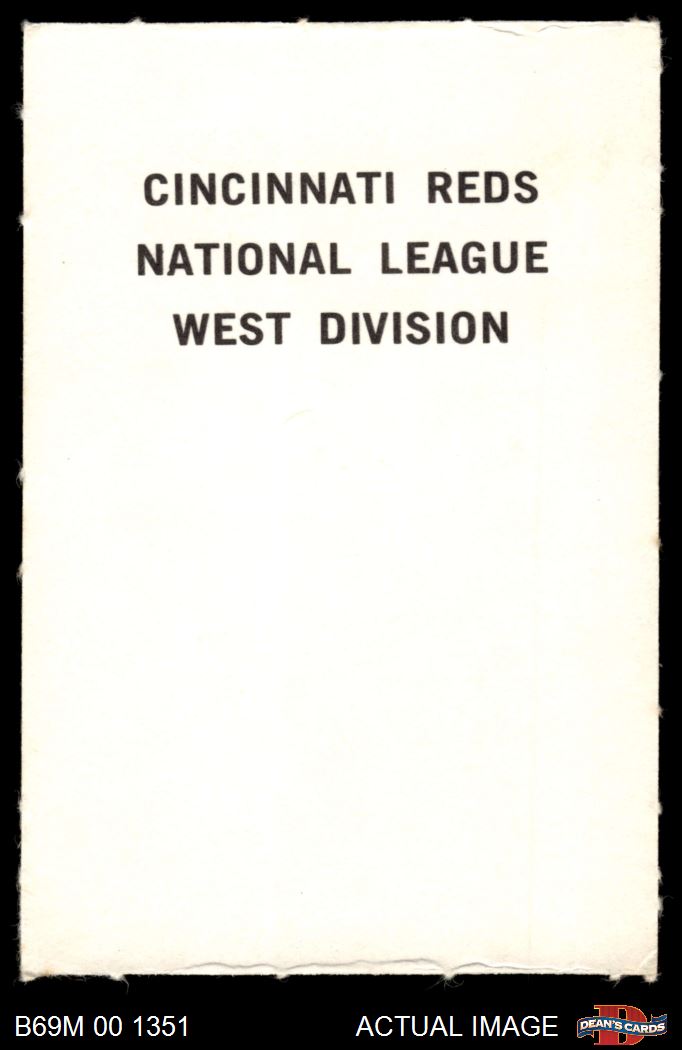 CINCINNATI REDS
NATIONAL LEAGUE
WEST DIVISION
B69M 00 1351
ACTUAL IMAGE
D
DEAN'S CARDS